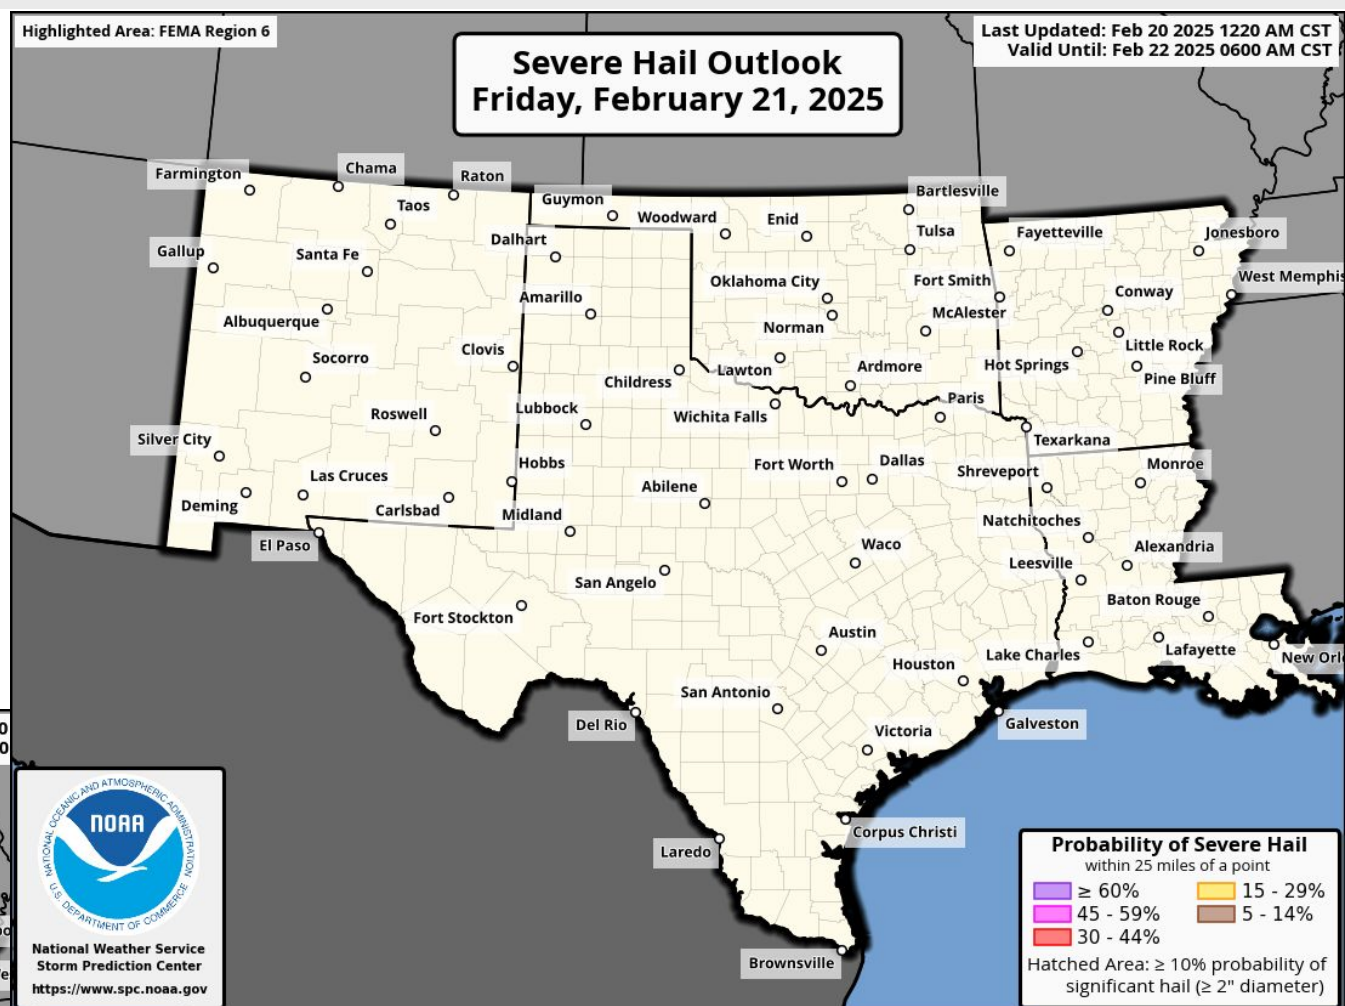 Highlighted Area: FEMA Region 6
Last Updated: Feb 20 2025 1220 AM CST
Valid Until: Feb 22 2025 0600 AM CST
Severe Hail Outlook
Friday, February 21, 2025
Farmington
Chama
Raton
Guymon
Bartlesville
Taos
Woodward
Enid
Tulsa
Fayetteville
Jonesboro
Gallup
Santa Fe
Dalhart
Oklahoma City
Fort Smith
West Memphis
Amarillo
Conway
Albuquerque
Norman
McAlester
Socorro
Clovis
Little Rock
Childress
Lawton
Ardmore
Hot Springs
Pine Bluff
Roswell
Lubbock
Wichita Falls
Paris
Silver City
Texarkana
Las Cruces
Hobbs
Fort Worth
Dallas
Shreveport
Monroe
Deming
Carlsbad
Midland
Abilene
Natchitoches
El Paso
Waco
Alexandria
San Angelo
Leesville
Fort Stockton
Baton Rouge
Austin
Houston
Lake Charles
Lafayette
New Orl
San Antonio
Del Rio
Victoria
Galveston
Laredo
Corpus Christi
Brownsville
NATIONAL OCEANIC AND ATMOSPHERIC ADMINISTRATION
NOAA
U.S. DEPARTMENT OF COMMERCE
National Weather Service
Storm Prediction Center
https://www.spc.noaa.gov
Probability of Severe Hail
within 25 miles of a point
≥ 60%
15 - 29%
45 - 59%
5 - 14%
30 - 44%
Hatched Area: ≥ 10% probability of
significant hail (≥ 2" diameter)